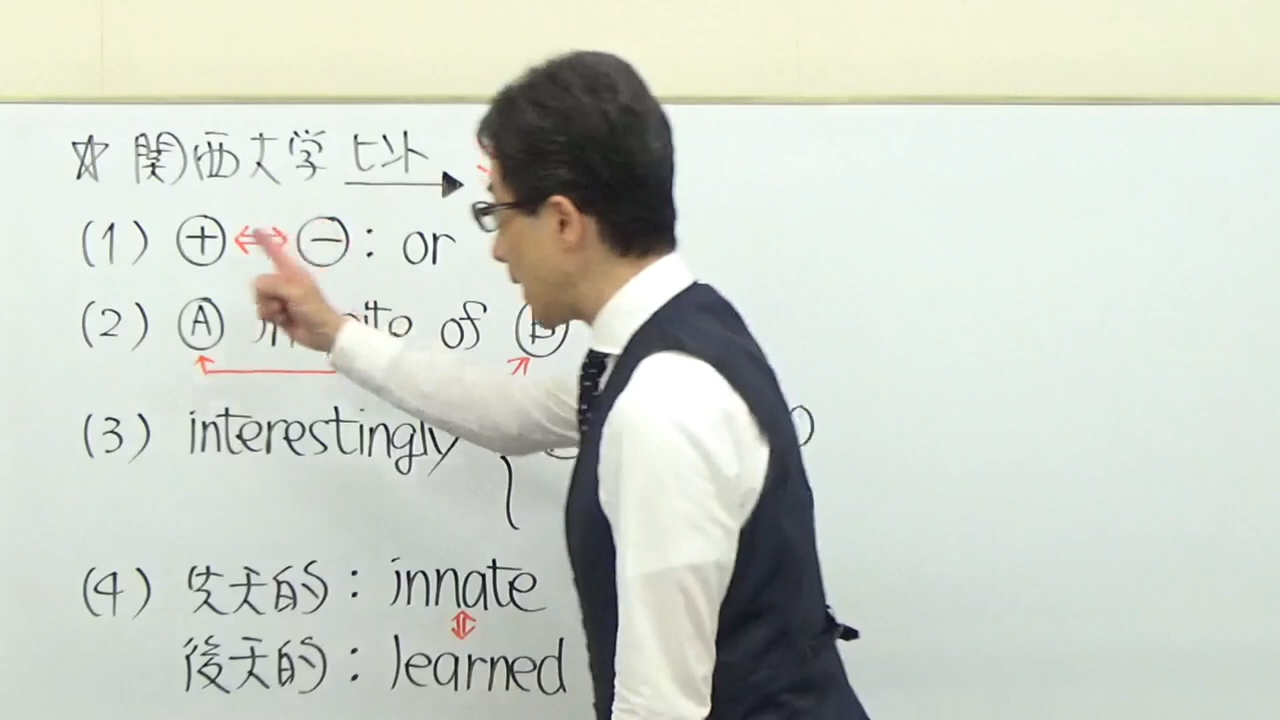 ☆ 関西大学 ヒント →
(1) ⊕ ↔ ⊖ : or
(2) Ⓐ of Ⓑ
(3) interestingly
(4) 先天的 : innate
後天的 : learned